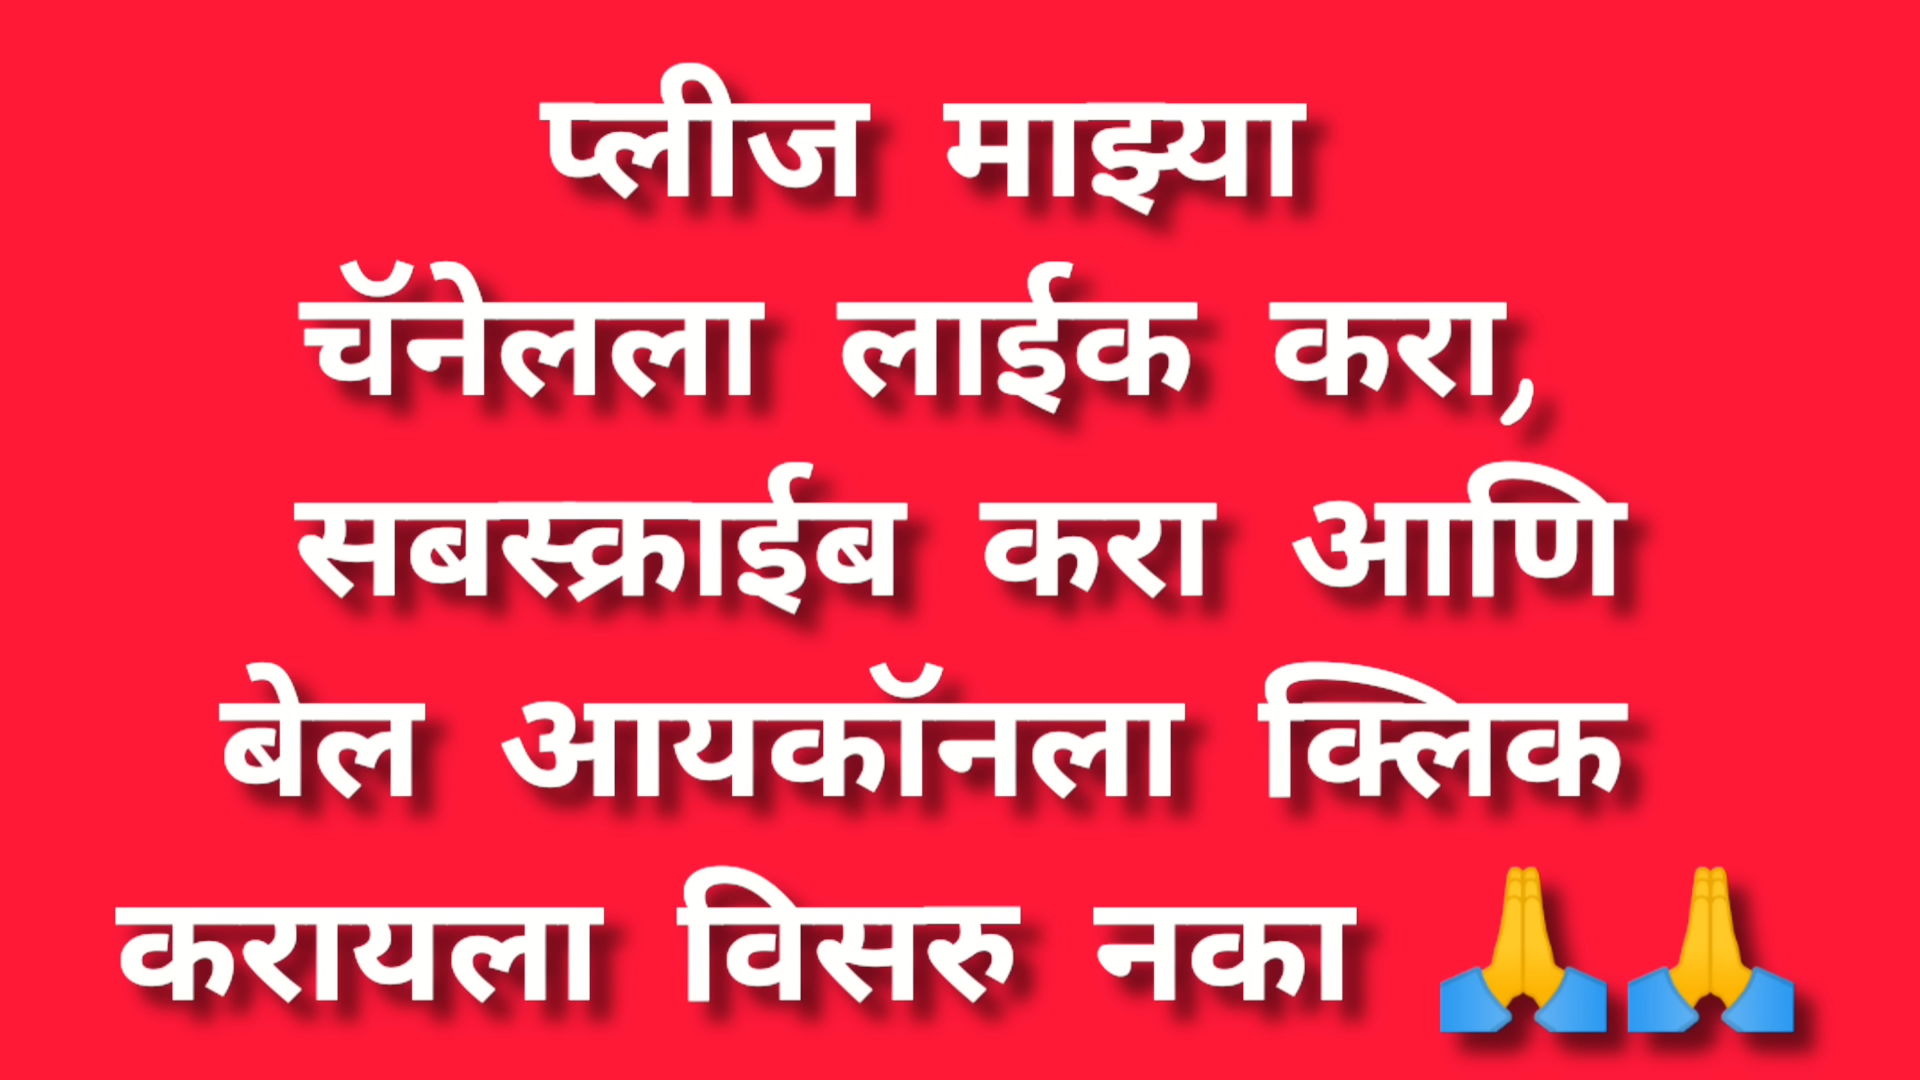 प्लीज माझ्या
चॅनेलला लाईक करा,
सबस्क्राईब करा आणि
बेल आयकॉनला क्लिक
करायला विसरु नका 🙏🙏